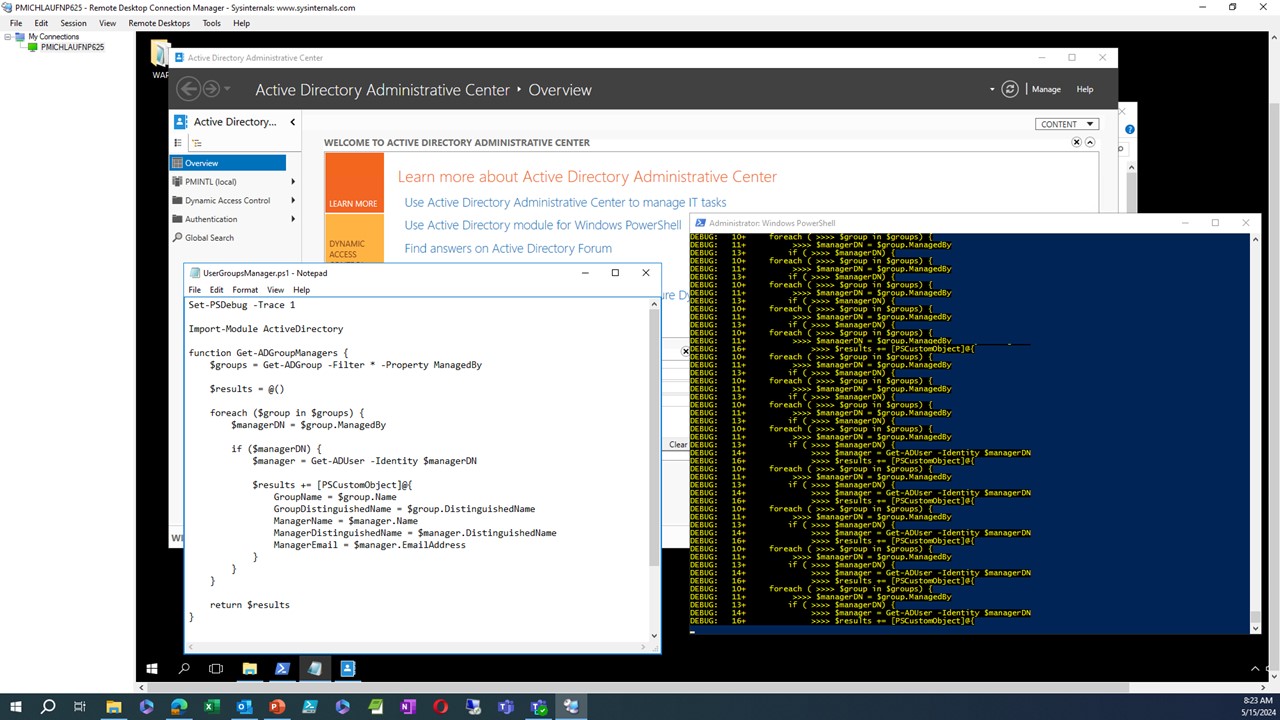 PMICHLAUFNP625 - Remote Desktop Connection Manager - Sysinternals: www.sysinternals.com
File Edit Session View Remote Desktops Tools Help
My Connections
PMICHLAUFNP625
Active Directory Administrative Center
Active Directory Administrative Center • Overview
Manage Help
Active Directory...
Overview
PMINTL (local)
Dynamic Access Control
Authentication
Global Search
CONTENT
WELCOME TO ACTIVE DIRECTORY ADMINISTRATIVE CENTER
LEARN MORE
DYNAMIC
ACCESS
Learn more about Active Directory Administrative Center
Use Active Directory Administrative Center to manage IT tasks
Use Active Directory module for Windows PowerShell
Find answers on Active Directory Forum
Clear
UserGroupsManager.ps1 - Notepad
File Edit Format View Help
Set-PSDebug -Trace 1
Import-Module ActiveDirectory
function Get-ADGroupManagers {
$groups = Get-ADGroup -Filter * -Property ManagedBy
$results = @()
foreach ($group in $groups) {
$managerDN = $group.ManagedBy
if ($managerDN) {
$manager = Get-ADUser -Identity $managerDN
$results += [PSCustomObject]@{
GroupName = $group.Name
GroupDistinguishedName = $group.DistinguishedName
ManagerName = $manager.Name
ManagerDistinguishedName = $manager.DistinguishedName
ManagerEmail = $manager.EmailAddress
}
}
}
return $results
}
Administrator: Windows PowerShell
DEBUG: 10+ foreach ( >>>> $group in $groups) {
DEBUG: 11+ >>>> $managerDN = $group.ManagedBy
DEBUG: 13+ if ( >>>> $managerDN) {
DEBUG: 10+ foreach ( >>>> $group in $groups) {
DEBUG: 11+ >>>> $managerDN = $group.ManagedBy
DEBUG: 13+ if ( >>>> $managerDN) {
DEBUG: 10+ foreach ( >>>> $group in $groups) {
DEBUG: 11+ >>>> $managerDN = $group.ManagedBy
DEBUG: 13+ if ( >>>> $managerDN) {
DEBUG: 10+ foreach ( >>>> $group in $groups) {
DEBUG: 11+ >>>> $managerDN = $group.ManagedBy
DEBUG: 13+ if ( >>>> $managerDN) {
DEBUG: 10+ foreach ( >>>> $group in $groups) {
DEBUG: 11+ >>>> $managerDN = $group.ManagedBy
DEBUG: 16+ >>>> $results += [PSCustomObject]@{
DEBUG: 10+ foreach ( >>>> $group in $groups) {
DEBUG: 11+ >>>> $managerDN = $group.ManagedBy
DEBUG: 13+ if ( >>>> $managerDN) {
DEBUG: 10+ foreach ( >>>> $group in $groups) {
DEBUG: 11+ >>>> $managerDN = $group.ManagedBy
DEBUG: 13+ if ( >>>> $managerDN) {
DEBUG: 10+ foreach ( >>>> $group in $groups) {
DEBUG: 11+ >>>> $managerDN = $group.ManagedBy
DEBUG: 13+ if ( >>>> $managerDN) {
DEBUG: 10+ foreach ( >>>> $group in $groups) {
DEBUG: 11+ >>>> $managerDN = $group.ManagedBy
DEBUG: 13+ if ( >>>> $managerDN) {
DEBUG: 14+ >>>> $manager = Get-ADUser -Identity $managerDN
DEBUG: 16+ >>>> $results += [PSCustomObject]@{
DEBUG: 10+ foreach ( >>>> $group in $groups) {
DEBUG: 11+ >>>> $managerDN = $group.ManagedBy
DEBUG: 13+ if ( >>>> $managerDN) {
DEBUG: 14+ >>>> $manager = Get-ADUser -Identity $managerDN
DEBUG: 16+ >>>> $results += [PSCustomObject]@{
DEBUG: 10+ foreach ( >>>> $group in $groups) {
DEBUG: 11+ >>>> $managerDN = $group.ManagedBy
DEBUG: 13+ if ( >>>> $managerDN) {
DEBUG: 14+ >>>> $manager = Get-ADUser -Identity $managerDN
DEBUG: 16+ >>>> $results += [PSCustomObject]@{
DEBUG: 10+ foreach ( >>>> $group in $groups) {
DEBUG: 11+ >>>> $managerDN = $group.ManagedBy
DEBUG: 13+ if ( >>>> $managerDN) {
DEBUG: 14+ >>>> $manager = Get-ADUser -Identity $managerDN
DEBUG: 16+ >>>> $results += [PSCustomObject]@{
DEBUG: 10+ foreach ( >>>> $group in $groups) {
DEBUG: 11+ >>>> $managerDN = $group.ManagedBy
DEBUG: 13+ if ( >>>> $managerDN) {
DEBUG: 14+ >>>> $manager = Get-ADUser -Identity $managerDN
DEBUG: 16+ >>>> $results += [PSCustomObject]@{
8:23 AM
5/15/2024